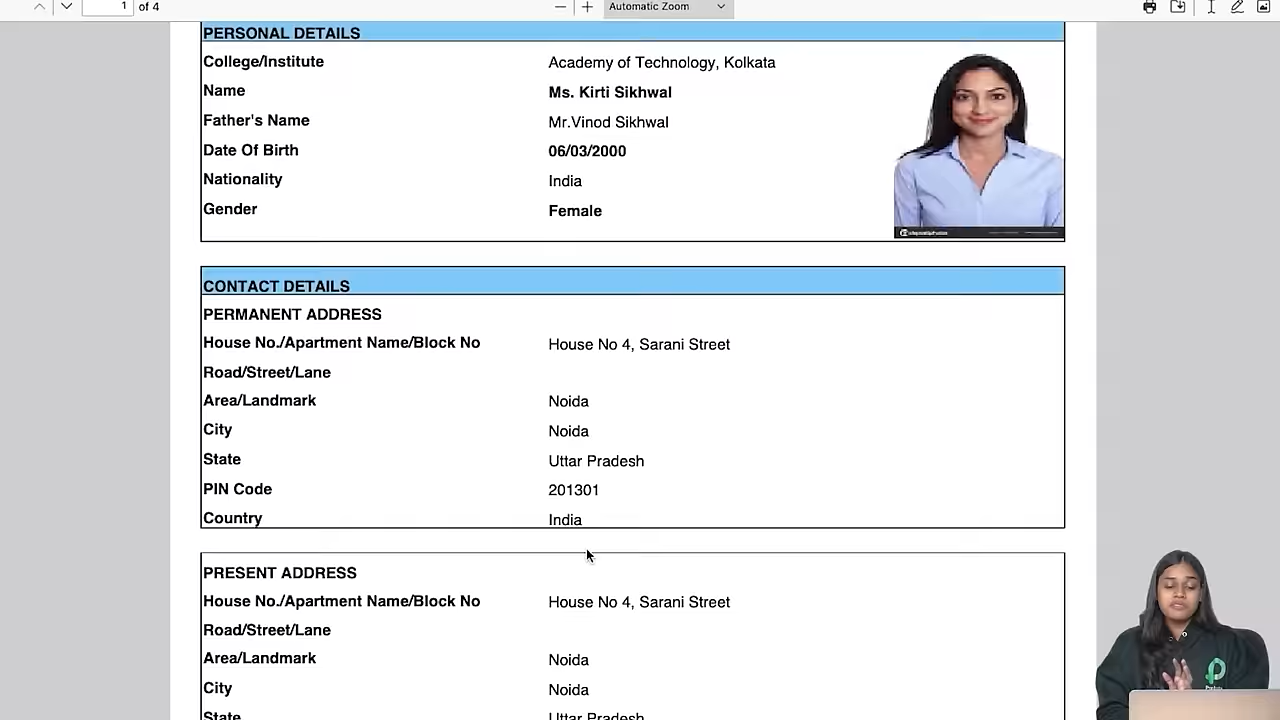 1 of 4 Automatic Zoom
PERSONAL DETAILS
College/Institute Academy of Technology, Kolkata
Name Ms. Kirti Sikhwal
Father's Name Mr.Vinod Sikhwal
Date Of Birth 06/03/2000
Nationality India
Gender Female
CONTACT DETAILS
PERMANENT ADDRESS
House No./Apartment Name/Block No House No 4, Sarani Street
Road/Street/Lane
Area/Landmark Noida
City Noida
State Uttar Pradesh
PIN Code 201301
Country India
PRESENT ADDRESS
House No./Apartment Name/Block No House No 4, Sarani Street
Road/Street/Lane
Area/Landmark Noida
City Noida
State Uttar Pradesh